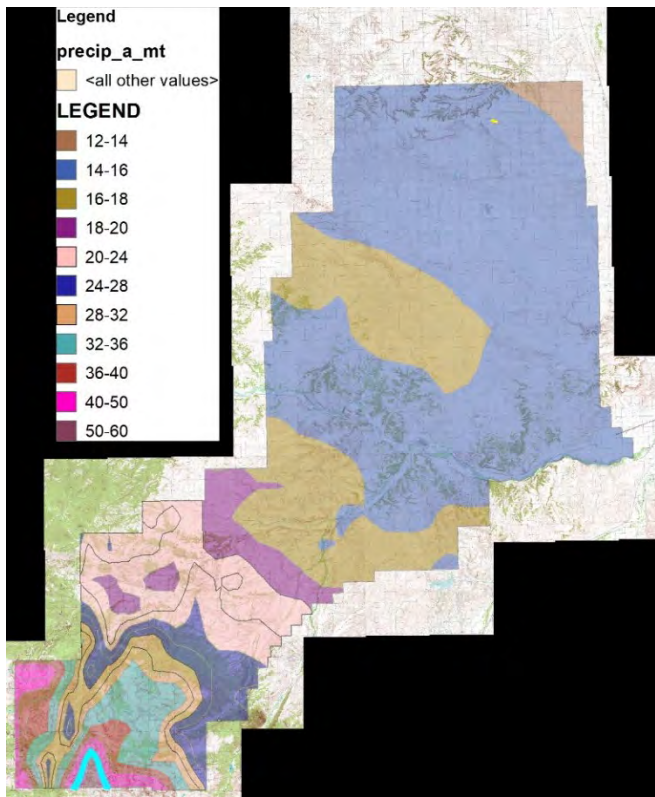 Legend
precip_a_mt
<all other values>
LEGEND
12-14
14-16
16-18
18-20
20-24
24-28
28-32
32-36
36-40
40-50
50-60